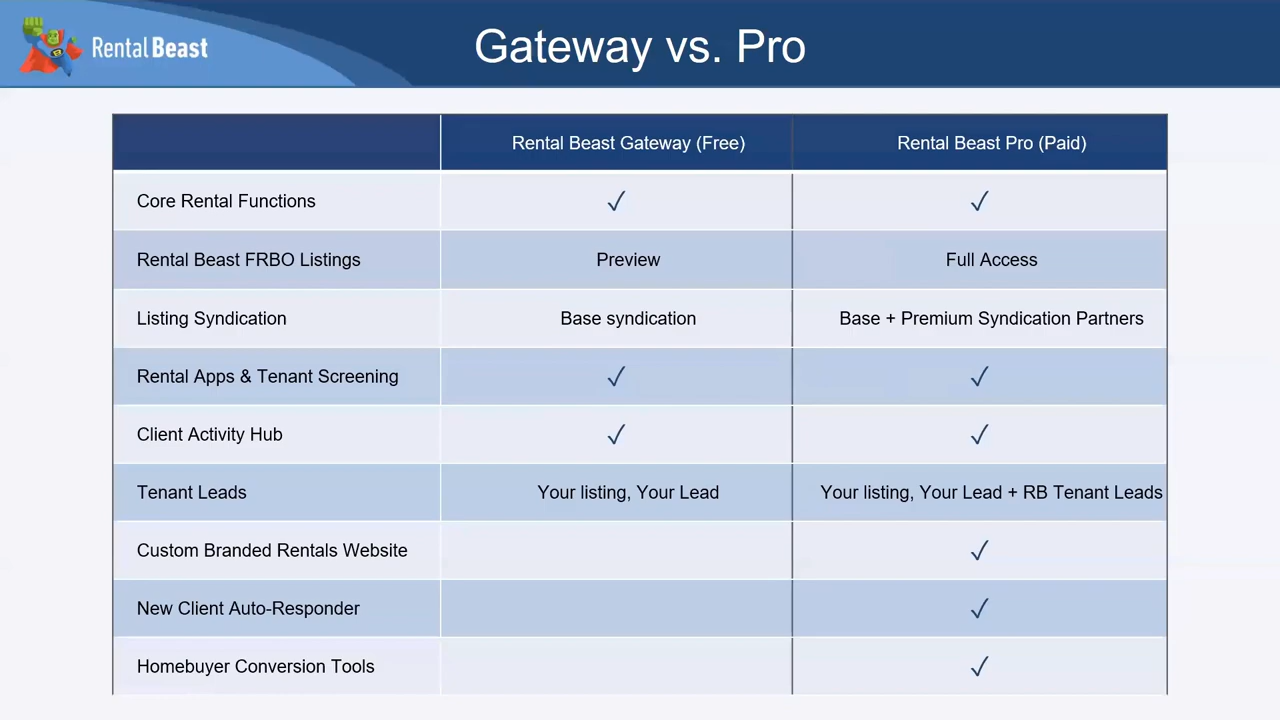 Rental Beast
Gateway vs. Pro
Rental Beast Gateway (Free) Rental Beast Pro (Paid)
Core Rental Functions ✓ ✓
Rental Beast FRBO Listings Preview Full Access
Listing Syndication Base syndication Base + Premium Syndication Partners
Rental Apps & Tenant Screening ✓ ✓
Client Activity Hub ✓ ✓
Tenant Leads Your listing, Your Lead Your listing, Your Lead + RB Tenant Leads
Custom Branded Rentals Website ✓
New Client Auto-Responder ✓
Homebuyer Conversion Tools ✓